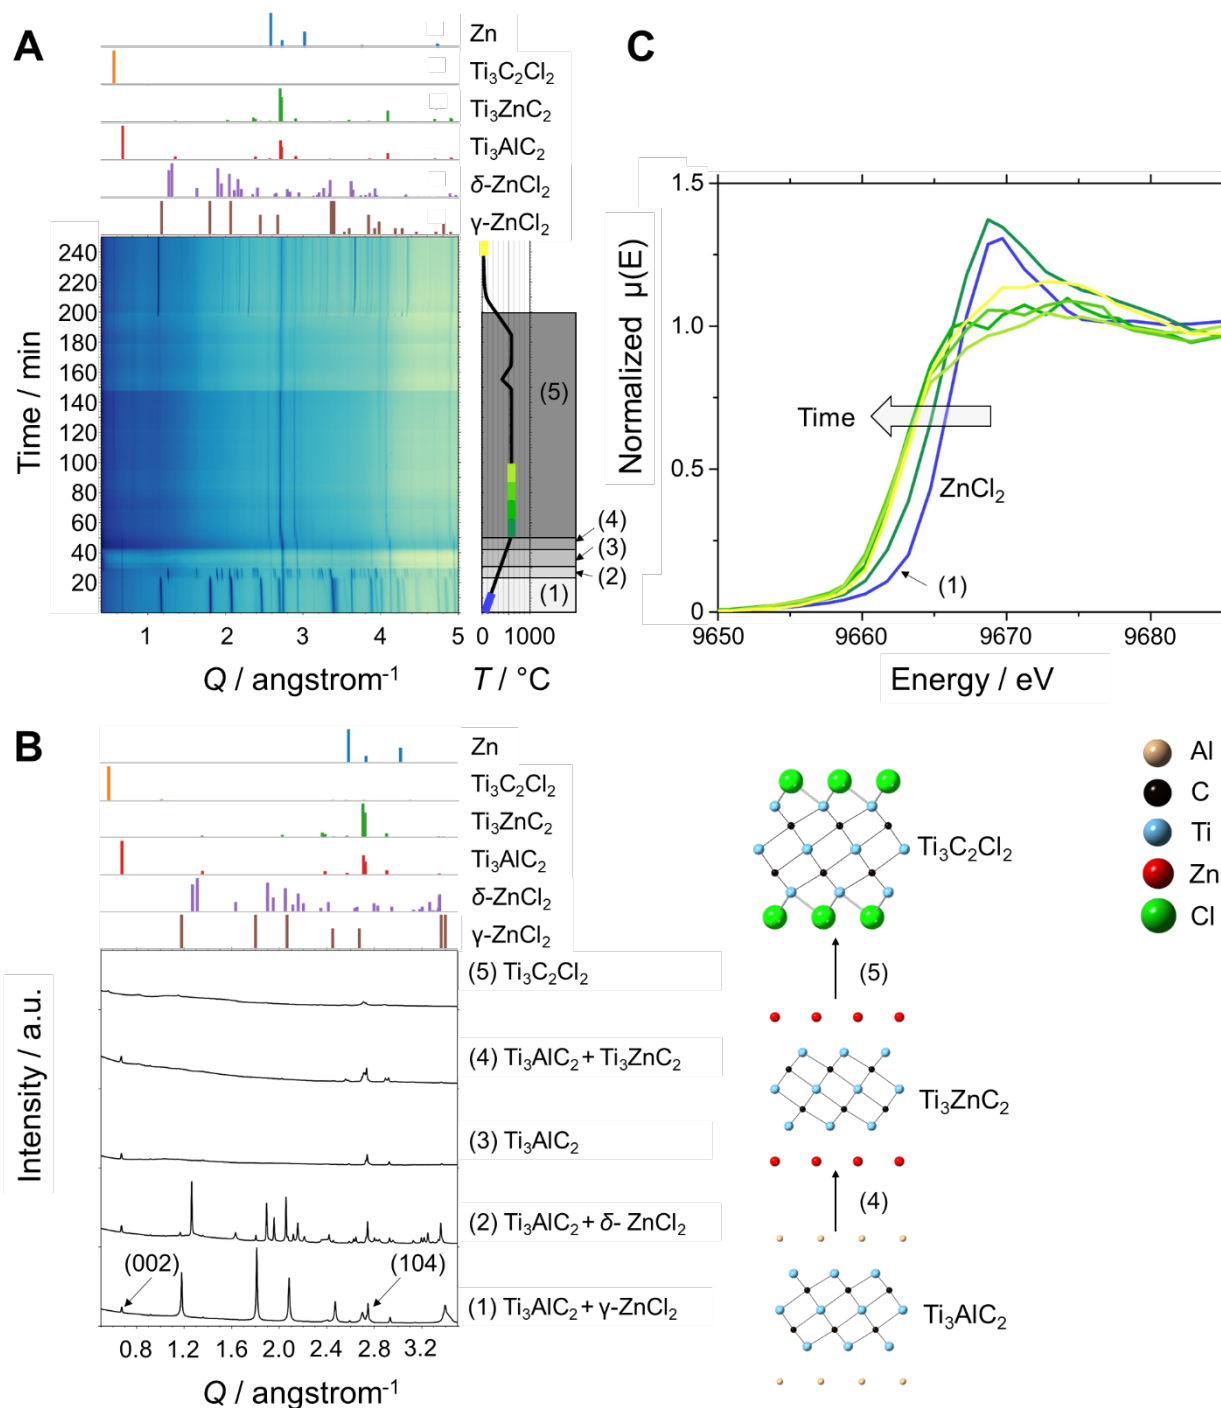 A
Zn
Ti₃C₂Cl₂
Ti₃ZnC₂
Ti₃AlC₂
δ-ZnCl₂
γ-ZnCl₂
Time / min
240
220
200
180
160
140
120
100
80
60
40
20
1 2 3 4 5
Q / angstrom⁻¹
(5)
(4)
(3)
(2)
(1)
0 1000
T / °C
C
Normalized μ(E)
1.5
1.0
0.5
0
Time
ZnCl₂
(1)
9650 9660 9670 9680
Energy / eV
B
Zn
Ti₃C₂Cl₂
Ti₃ZnC₂
Ti₃AlC₂
δ-ZnCl₂
γ-ZnCl₂
Intensity / a.u.
(5) Ti₃C₂Cl₂
(4) Ti₃AlC₂ + Ti₃ZnC₂
(3) Ti₃AlC₂
(2) Ti₃AlC₂ + δ- ZnCl₂
(002)
(104)
(1) Ti₃AlC₂ + γ-ZnCl₂
0.8 1.2 1.6 2.0 2.4 2.8 3.2
Q / angstrom⁻¹
Ti₃C₂Cl₂
(5)
Ti₃ZnC₂
(4)
Ti₃AlC₂
Al
C
Ti
Zn
Cl